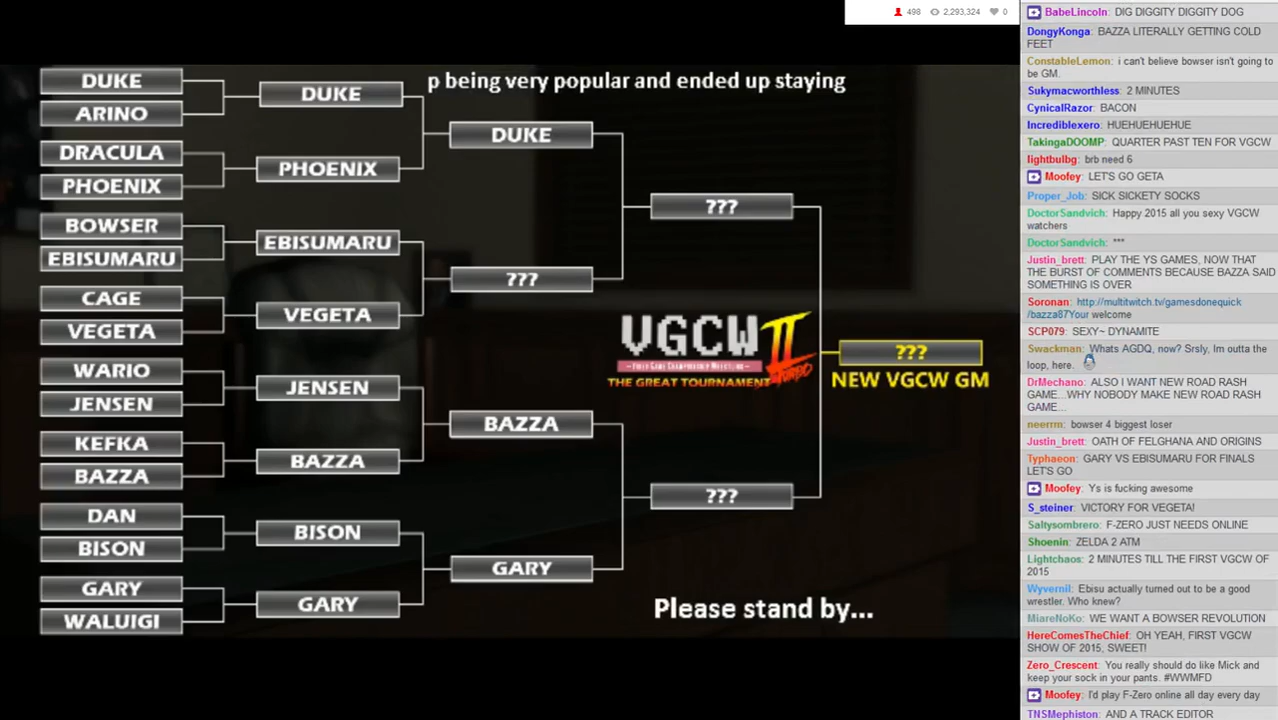 498 2,293,324 0
p being very popular and ended up staying
DUKE
ARINO
DRACULA
PHOENIX
BOWSER
EBISUMARU
CAGE
VEGETA
WARIO
JENSEN
KEFKA
BAZZA
DAN
BISON
GARY
WALUIGI
DUKE
PHOENIX
EBISUMARU
VEGETA
JENSEN
BAZZA
BISON
GARY
DUKE
???
BAZZA
GARY
???
???
VGCW II
THE GREAT TOURNAMENT TURBO
???
NEW VGCW GM
Please stand by...
BabeLincoln: DIG DIGGITY DIGGITY DOG
DongyKonga: BAZZA LITERALLY GETTING COLD
FEET
ConstableLemon: i can't believe bowser isn't going to
be GM.
Sukymacworthless: 2 MINUTES
CynicalRazor: BACON
Incrediblexero: HUEHUEHUEHUE
TakingaDOOMP: QUARTER PAST TEN FOR VGCW
lightbulbg: brb need 6
Moofey: LET'S GO GETA
Proper_Job: SICK SICKETY SOCKS
DoctorSandvich: Happy 2015 all you sexy VGCW
watchers
DoctorSandvich: ***
Justin_brett: PLAY THE YS GAMES, NOW THAT
THE BURST OF COMMENTS BECAUSE BAZZA SAID
SOMETHING IS OVER
Soronan: http://multitwitch.tv/gamesdonequick
/bazza87Your welcome
SCP079: SEXY~ DYNAMITE
Swackman: Whats AGDQ, now? Srsly, Im outta the
loop, here.
DrMechano: ALSO I WANT NEW ROAD RASH
GAME...WHY NOBODY MAKE NEW ROAD RASH
GAME...
neerrm: bowser 4 biggest loser
Justin_brett: OATH OF FELGHANA AND ORIGINS
Typhaeon: GARY VS EBISUMARU FOR FINALS
LET'S GO
Moofey: Ys is fucking awesome
S_steiner: VICTORY FOR VEGETA!
Saltysombrero: F-ZERO JUST NEEDS ONLINE
Shoenin: ZELDA 2 ATM
Lightchaos: 2 MINUTES TILL THE FIRST VGCW OF
2015
Wyvernil: Ebisu actually turned out to be a good
wrestler. Who knew?
MiareNoKo: WE WANT A BOWSER REVOLUTION
HereComesTheChief: OH YEAH, FIRST VGCW
SHOW OF 2015, SWEET!
Zero_Crescent: You really should do like Mick and
keep your sock in your pants. #WWMFD
Moofey: I'd play F-Zero online all day every day
TNSMephiston: AND A TRACK EDITOR